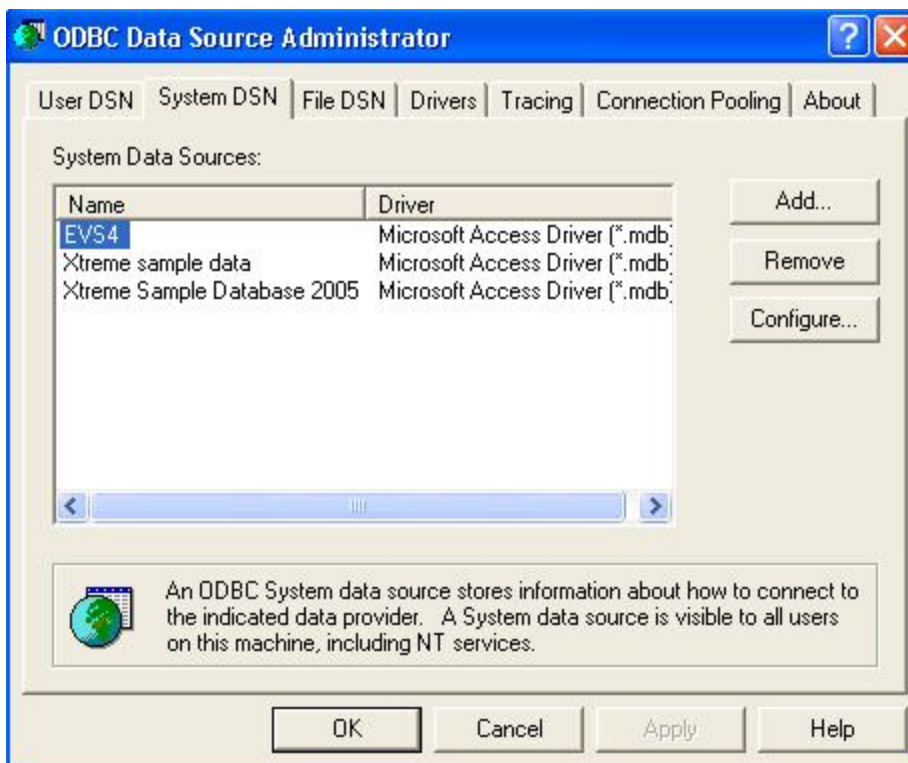 ODBC Data Source Administrator
User DSN System DSN File DSN Drivers Tracing Connection Pooling About
System Data Sources:
Name Driver
EVS4 Microsoft Access Driver (*.mdb)
Xtreme sample data Microsoft Access Driver (*.mdb)
Xtreme Sample Database 2005 Microsoft Access Driver (*.mdb)
Add...
Remove
Configure...
An ODBC System data source stores information about how to connect to
the indicated data provider. A System data source is visible to all users
on this machine, including NT services.
OK Cancel Apply Help